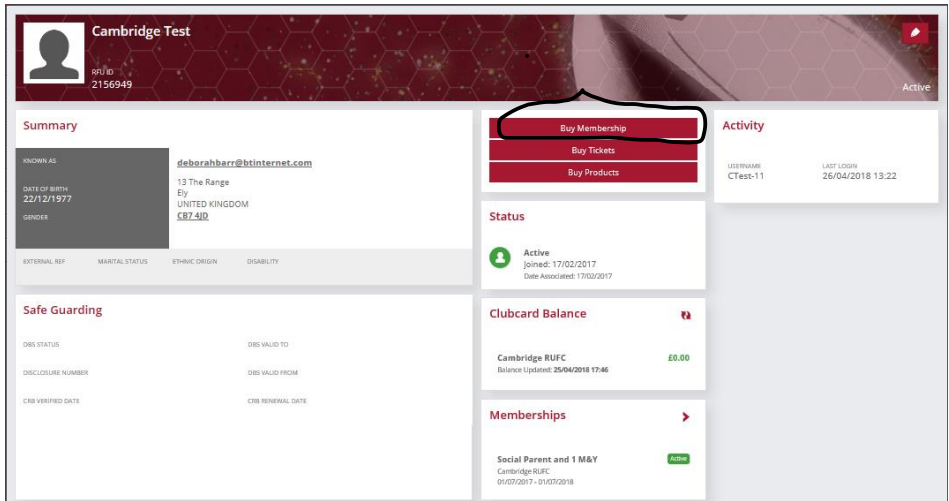 Cambridge Test
RFU ID
2156949
Active
Summary
KNOWN AS
DATE OF BIRTH
22/12/1977
GENDER
deborahbarr@btinternet.com
13 The Range
Ely
UNITED KINGDOM
CB7 4JD
EXTERNAL REF MARITAL STATUS ETHNIC ORIGIN DISABILITY
Safe Guarding
DBS STATUS DBS VALID TO
DISCLOSURE NUMBER DBS VALID FROM
CRB VERIFIED DATE CRB RENEWAL DATE
Buy Membership
Buy Tickets
Buy Products
Status
Active
Joined: 17/02/2017
Date Associated: 17/02/2017
Clubcard Balance
Cambridge RUFC £0.00
Balance Updated: 25/04/2018 17:46
Memberships
Social Parent and 1 M&Y Active
Cambridge RUFC
01/07/2017 - 01/07/2018
Activity
USERNAME LAST LOGIN
CTest-11 26/04/2018 13:22